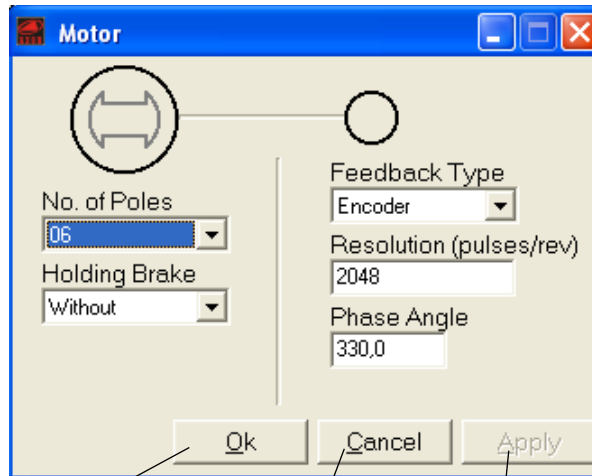 Motor
No. of Poles
06
Holding Brake
Without
Feedback Type
Encoder
Resolution (pulses/rev)
2048
Phase Angle
330,0
Ok
Cancel
Apply